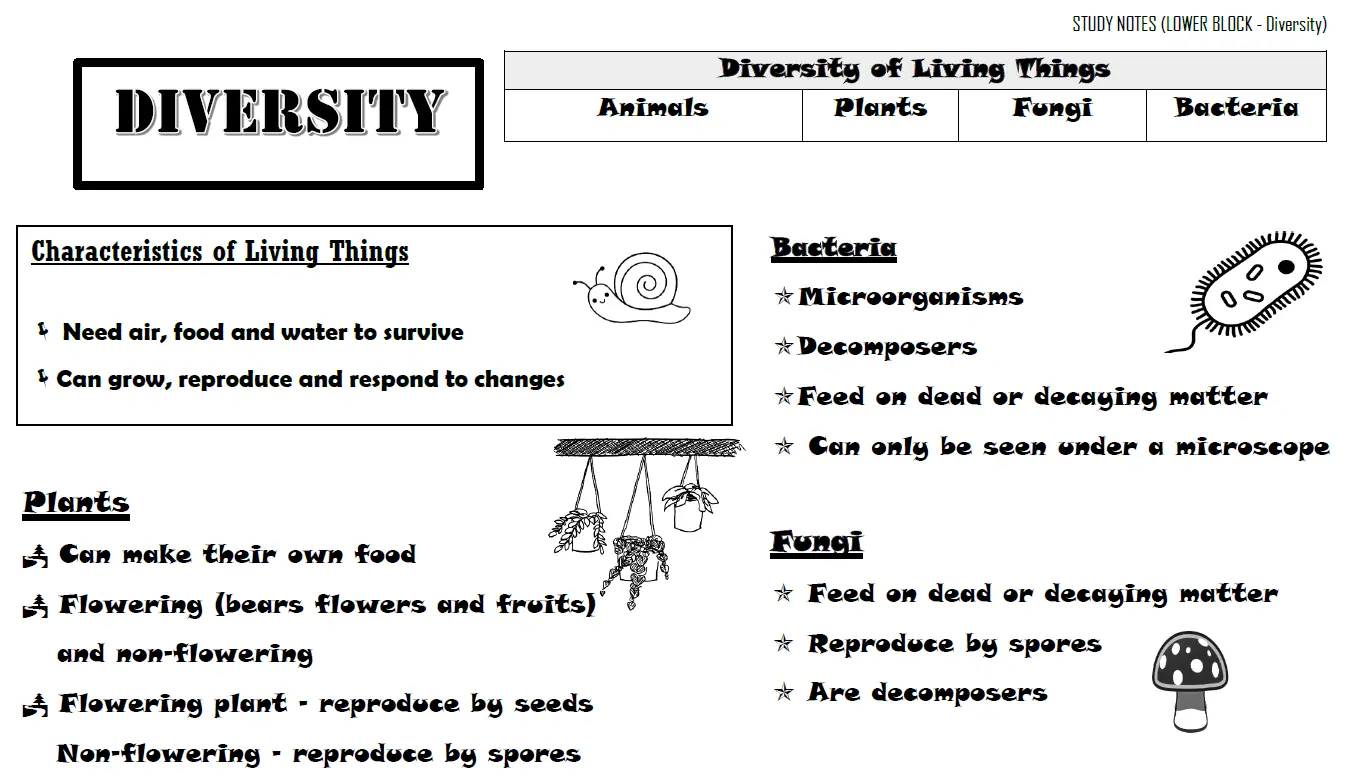 STUDY NOTES (LOWER BLOCK - Diversity)
DIVERSITY
Diversity of Living Things
Animals Plants Fungi Bacteria
Characteristics of Living Things
Need air, food and water to survive
Can grow, reproduce and respond to changes
Plants
Can make their own food
Flowering (bears flowers and fruits)
and non-flowering
Flowering plant - reproduce by seeds
Non-flowering - reproduce by spores
Bacteria
Microorganisms
Decomposers
Feed on dead or decaying matter
Can only be seen under a microscope
Fungi
Feed on dead or decaying matter
Reproduce by spores
Are decomposers